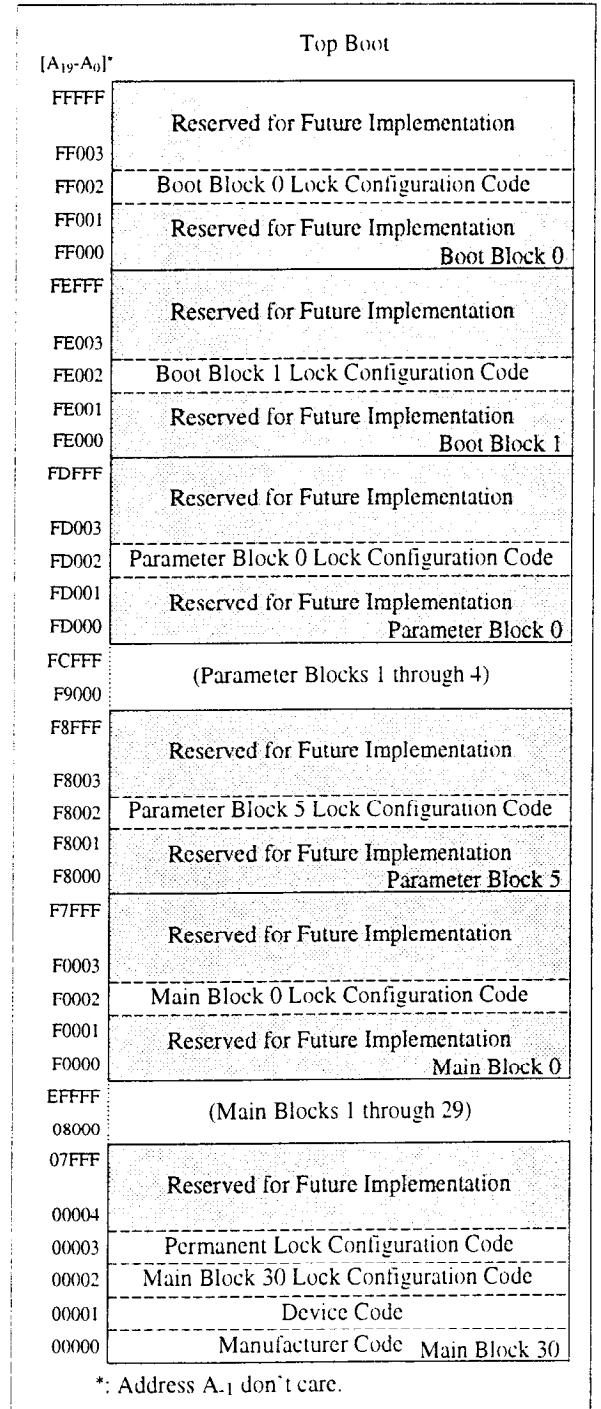 Top Boot
[A19-A0]*
FFFFF
Reserved for Future Implementation
FF003
FF002 Boot Block 0 Lock Configuration Code
FF001
Reserved for Future Implementation
FF000 Boot Block 0
FEFFF
Reserved for Future Implementation
FE003
FE002 Boot Block 1 Lock Configuration Code
FE001
Reserved for Future Implementation
FE000 Boot Block 1
FDFFF
Reserved for Future Implementation
FD003
FD002 Parameter Block 0 Lock Configuration Code
FD001
Reserved for Future Implementation
FD000 Parameter Block 0
FCFFF
(Parameter Blocks 1 through 4)
F9000
F8FFF
Reserved for Future Implementation
F8003
F8002 Parameter Block 5 Lock Configuration Code
F8001
Reserved for Future Implementation
F8000 Parameter Block 5
F7FFF
Reserved for Future Implementation
F0003
F0002 Main Block 0 Lock Configuration Code
F0001
Reserved for Future Implementation
F0000 Main Block 0
EFFFF
(Main Blocks 1 through 29)
08000
07FFF
Reserved for Future Implementation
00004
00003 Permanent Lock Configuration Code
00002 Main Block 30 Lock Configuration Code
00001 Device Code
00000 Manufacturer Code Main Block 30
*: Address A-1 don't care.